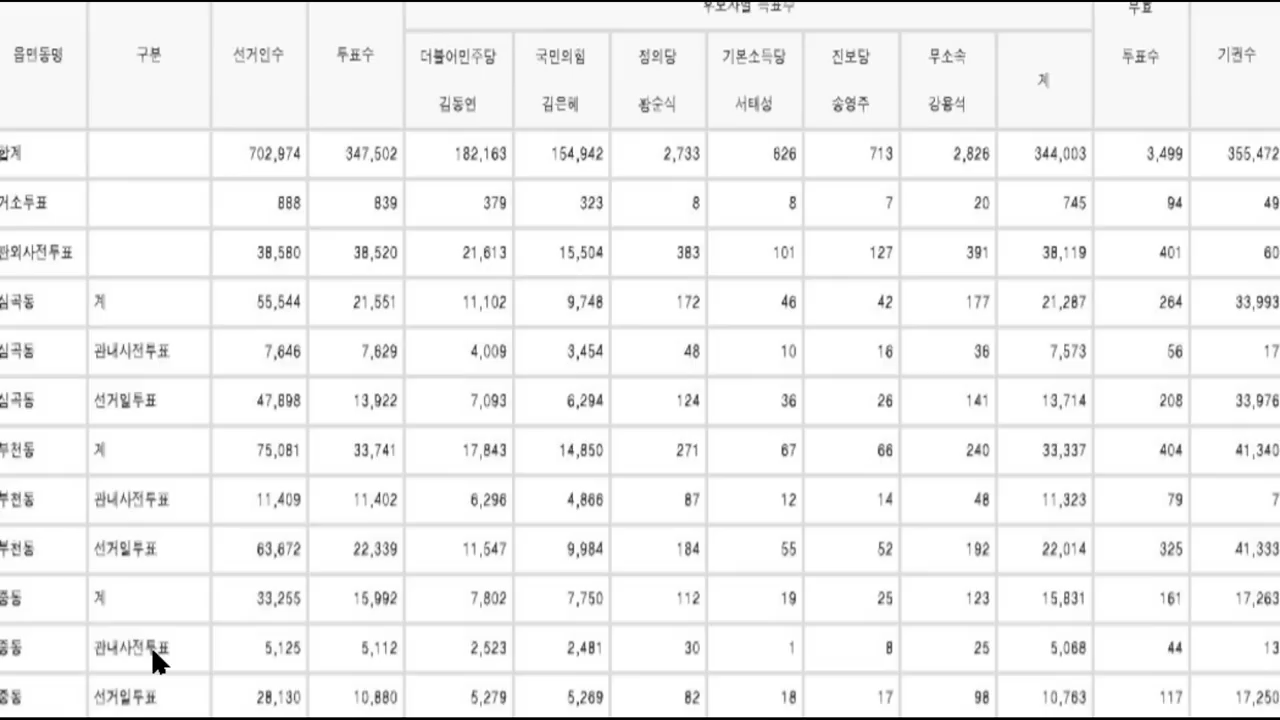 후보자별 득표수
무효
읍면동명 구분 선거인수 투표수 더불어민주당 국민의힘 정의당 기본소득당 진보당 무소속 계 투표수 기권수
김동연 김은혜 황순식 서태성 송영주 강용석
합계 702,974 347,502 182,163 154,942 2,733 626 713 2,826 344,003 3,499 355,472
거소투표 888 839 379 323 8 8 7 20 745 94 49
관외사전투표 38,580 38,520 21,613 15,504 383 101 127 391 38,119 401 60
심곡동 계 55,544 21,551 11,102 9,748 172 46 42 177 21,287 264 33,993
심곡동 관내사전투표 7,646 7,629 4,009 3,454 48 10 16 36 7,573 56 17
심곡동 선거일투표 47,898 13,922 7,093 6,294 124 36 26 141 13,714 208 33,976
부천동 계 75,081 33,741 17,843 14,850 271 67 66 240 33,337 404 41,340
부천동 관내사전투표 11,409 11,402 6,296 4,866 87 12 14 48 11,323 79 7
부천동 선거일투표 63,672 22,339 11,547 9,984 184 55 52 192 22,014 325 41,333
중동 계 33,255 15,992 7,802 7,750 112 19 25 123 15,831 161 17,263
중동 관내사전투표 5,125 5,112 2,523 2,481 30 1 8 25 5,068 44 13
중동 선거일투표 28,130 10,880 5,279 5,269 82 18 17 98 10,763 117 17,250